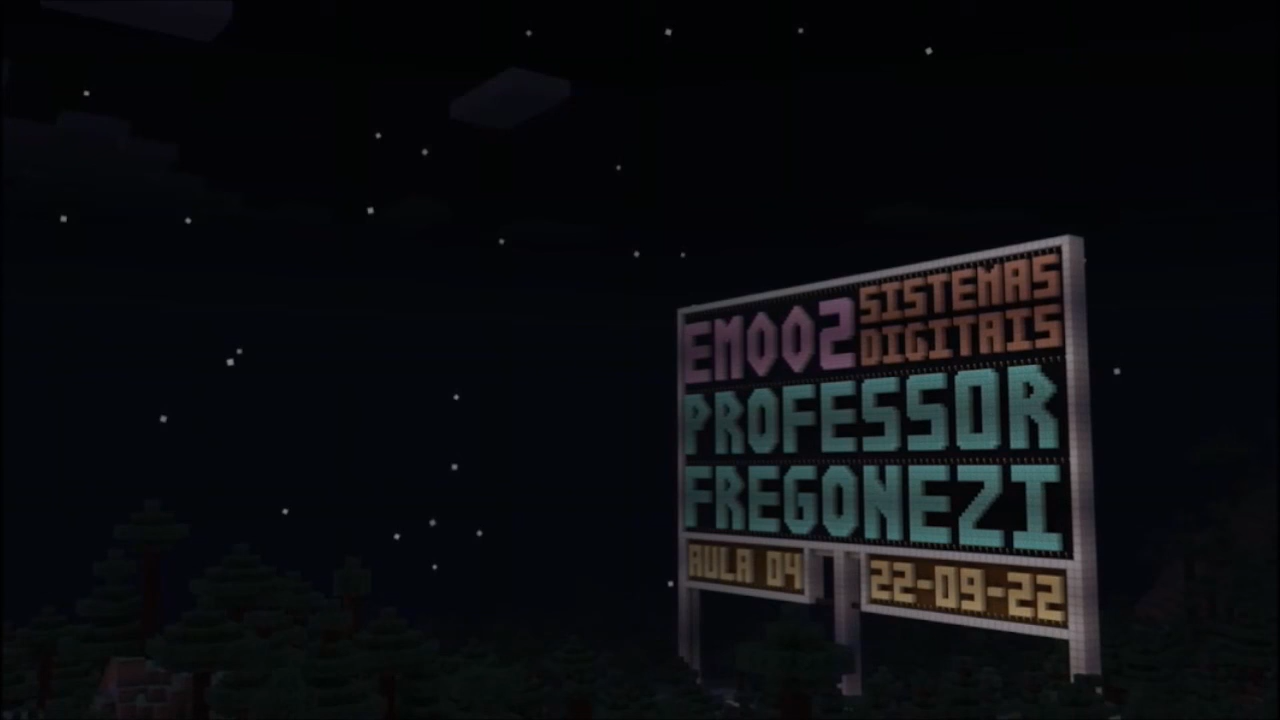 EM002 SISTEMAS DIGITAIS
PROFESSOR
FREGONEZI
AULA 04
22-09-22